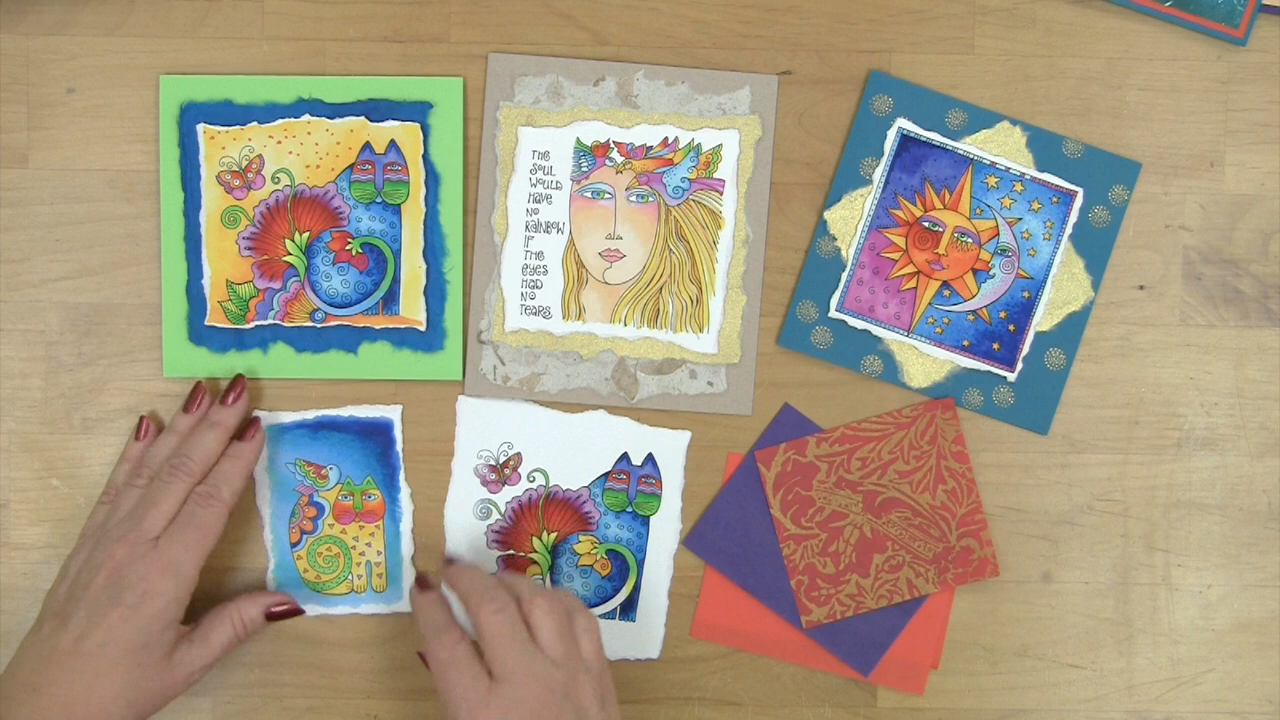 THE
SOUL
WOULD
HAVE
NO
RAINBOW
IF
THE
EYES
HAD
NO
TEARS